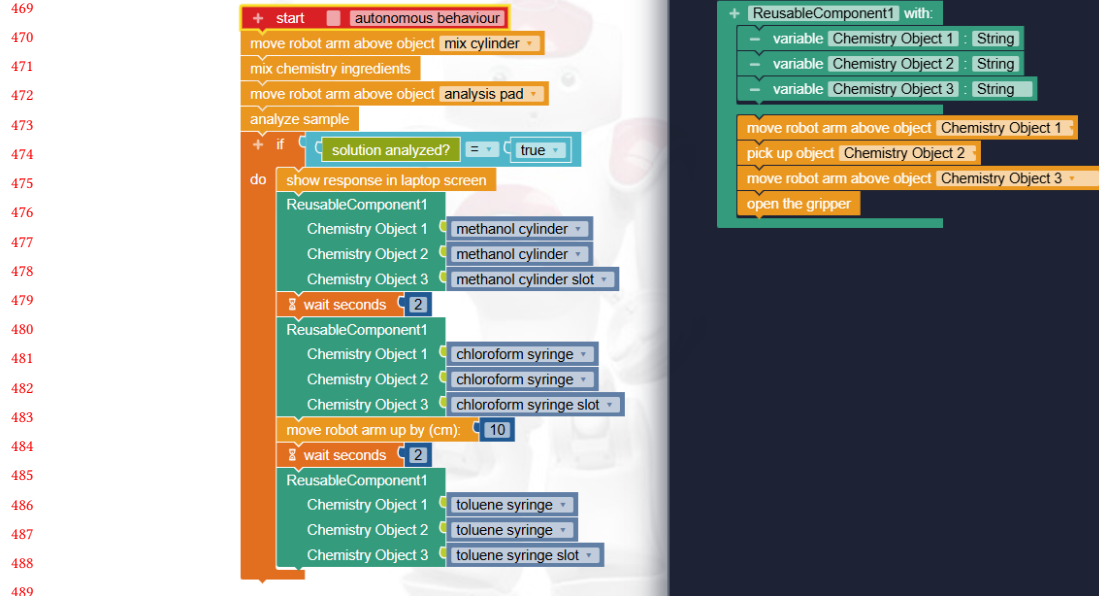 469
470
471
472
473
474
475
476
477
478
479
480
481
482
483
484
485
486
487
488
489
+ start autonomous behaviour
move robot arm above object mix cylinder
mix chemistry ingredients
move robot arm above object analysis pad
analyze sample
+ if solution analyzed? = true
do show response in laptop screen
ReusableComponent1
Chemistry Object 1 methanol cylinder
Chemistry Object 2 methanol cylinder
Chemistry Object 3 methanol cylinder slot
wait seconds 2
ReusableComponent1
Chemistry Object 1 chloroform syringe
Chemistry Object 2 chloroform syringe
Chemistry Object 3 chloroform syringe slot
move robot arm up by (cm): 10
wait seconds 2
ReusableComponent1
Chemistry Object 1 toluene syringe
Chemistry Object 2 toluene syringe
Chemistry Object 3 toluene syringe slot
+ ReusableComponent1 with:
− variable Chemistry Object 1 : String
− variable Chemistry Object 2 : String
− variable Chemistry Object 3 : String
move robot arm above object Chemistry Object 1
pick up object Chemistry Object 2
move robot arm above object Chemistry Object 3
open the gripper